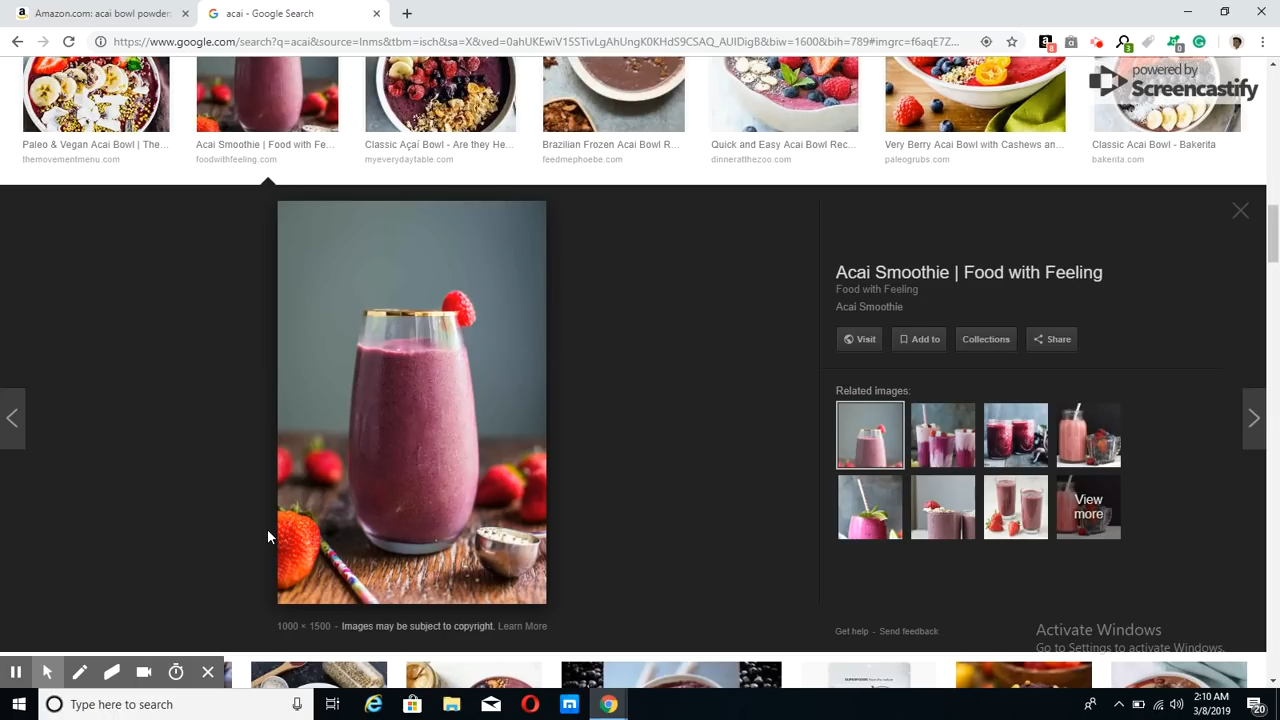 Amazon.com: acai bowl powder
acai - Google Search
https://www.google.com/search?q=acai&source=lnms&tbm=isch&sa=X&ved=0ahUKEwiV15STivLgAhUngK0KHdS9CSAQ_AUIDigB&biw=1600&bih=789#imgrc=f6aqE7Z...
8
3
0
powered by
Screencastify
Paleo & Vegan Acai Bowl | The...
themovementmenu.com
Acai Smoothie | Food with Fe...
foodwithfeeling.com
Classic Açaí Bowl - Are they He...
myeverydaytable.com
Brazilian Frozen Acai Bowl R...
feedmephoebe.com
Quick and Easy Acai Bowl Rec...
dinneratthezoo.com
Very Berry Acai Bowl with Cashews an...
paleogrubs.com
Classic Acai Bowl - Bakerita
bakerita.com
Acai Smoothie | Food with Feeling
Food with Feeling
Acai Smoothie
Visit
Add to
Collections
Share
Related images:
View
more
1000 × 1500 - Images may be subject to copyright. Learn More
Get help - Send feedback
Activate Windows
Go to Settings to activate Windows.
Type here to search
2:10 AM
3/8/2019
20